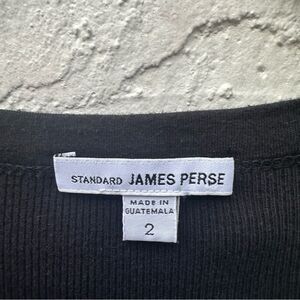 STANDARD JAMES PERSE
MADE IN
GUATEMALA
2